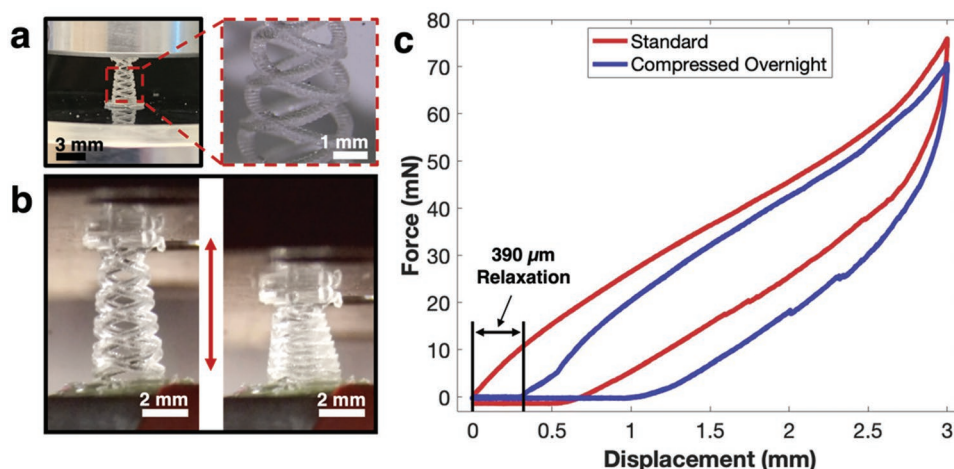 a
3 mm
1 mm
b
2 mm
2 mm
c
Standard
Compressed Overnight
390 µm
Relaxation
Force (mN)
80
70
60
50
40
30
20
10
0
0
0.5
1
1.5
2
2.5
3
Displacement (mm)